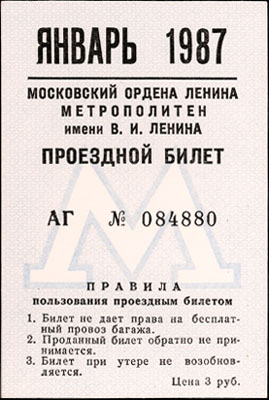 ЯНВАРЬ 1987
МОСКОВСКИЙ ОРДЕНА ЛЕНИНА
МЕТРОПОЛИТЕН
имени В. И. ЛЕНИНА
ПРОЕЗДНОЙ БИЛЕТ
М
АГ № 084880
ПРАВИЛА
пользования проездным билетом
1. Билет не дает права на бесплат-
ный провоз багажа.
2. Проданный билет обратно не при-
нимается.
3. Билет при утере не возобнов-
ляется.
Цена 3 руб.